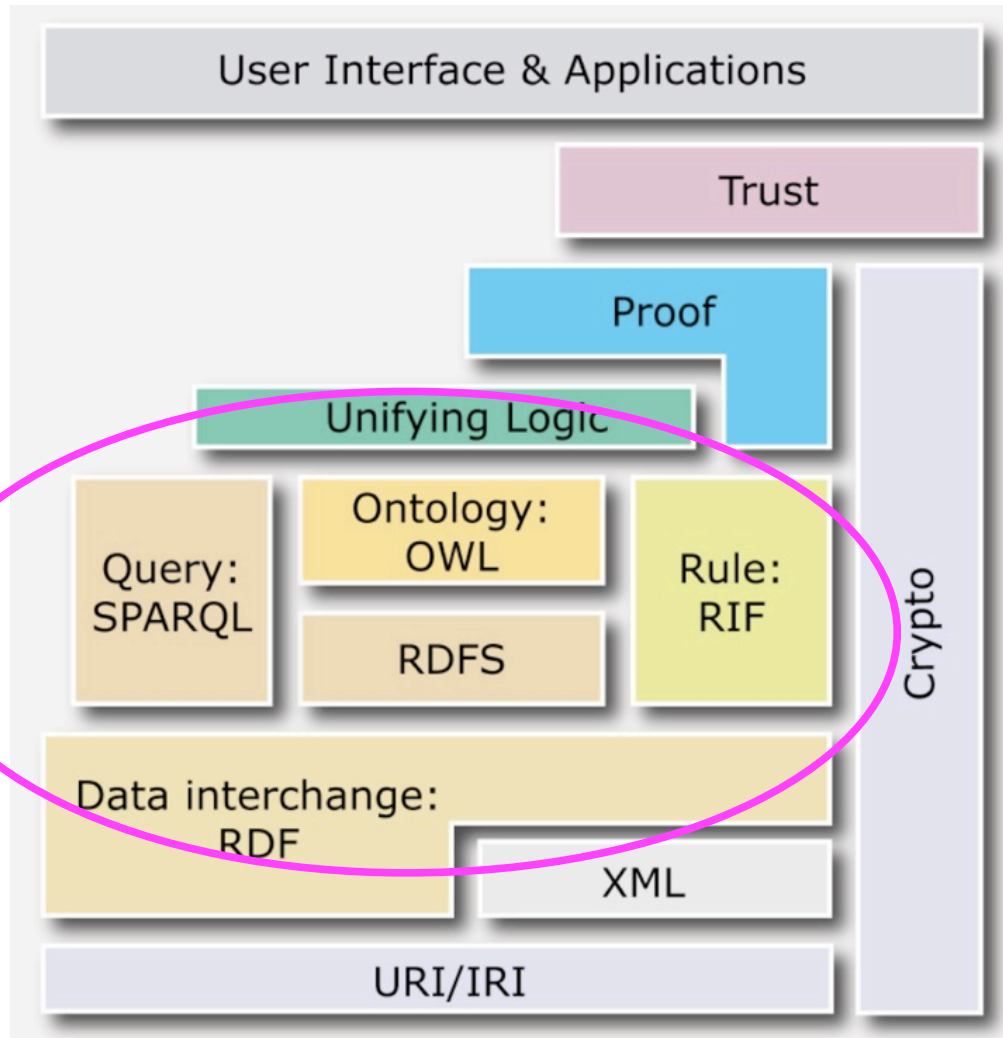 User Interface & Applications
Trust
Proof
Unifying Logic
Query:
SPARQL
Ontology:
OWL
RDFS
Rule:
RIF
Crypto
Data interchange:
RDF
XML
URI/IRI